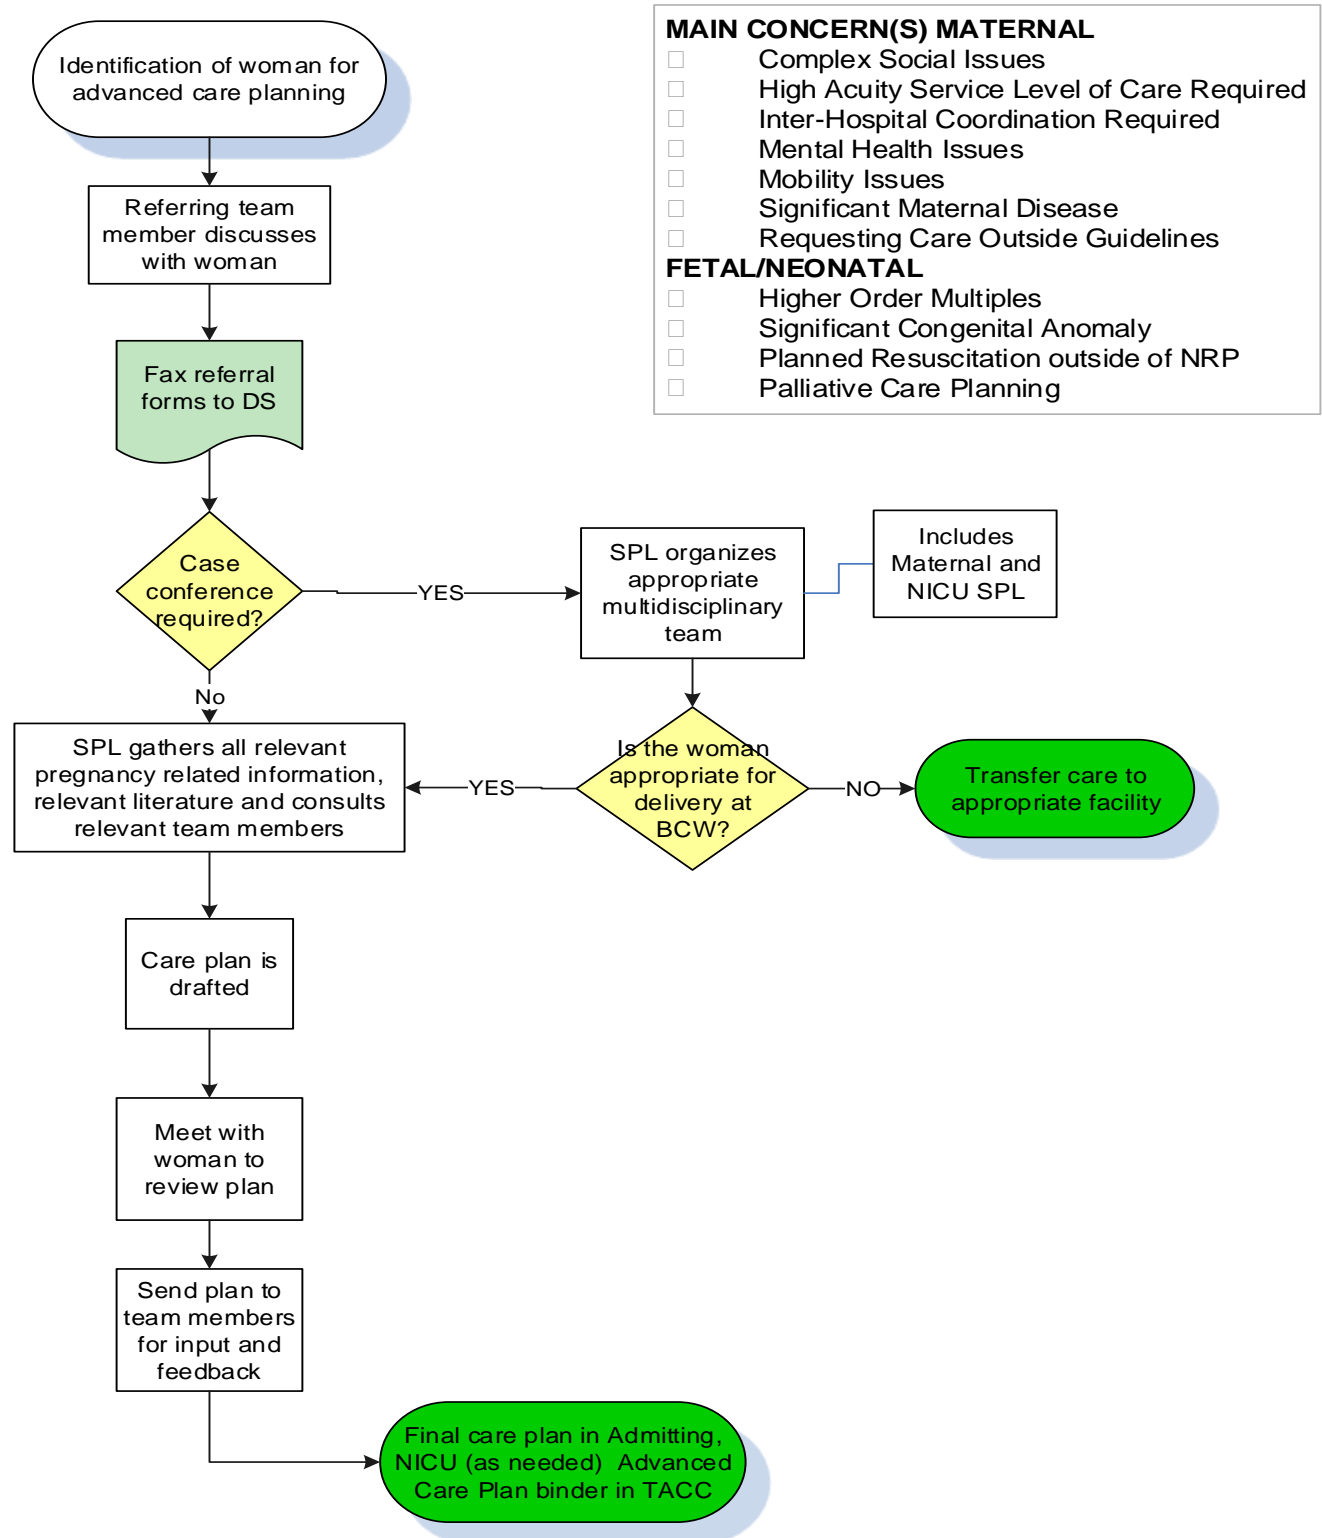 Identification of woman for
advanced care planning
MAIN CONCERN(S) MATERNAL
Complex Social Issues
High Acuity Service Level of Care Required
Inter-Hospital Coordination Required
Mental Health Issues
Mobility Issues
Significant Maternal Disease
Requesting Care Outside Guidelines
FETAL/NEONATAL
Higher Order Multiples
Significant Congenital Anomaly
Planned Resuscitation outside of NRP
Palliative Care Planning
Referring team
member discusses
with woman
Fax referral
forms to DS
Case
conference
required?
YES
SPL organizes
appropriate
multidisciplinary
team
Includes
Maternal and
NICU SPL
No
SPL gathers all relevant
pregnancy related information,
relevant literature and consults
relevant team members
YES
Is the woman
appropriate for
delivery at
BCW?
NO
Transfer care to
appropriate facility
Care plan is
drafted
Meet with
woman to
review plan
Send plan to
team members
for input and
feedback
Final care plan in Admitting,
NICU (as needed) Advanced
Care Plan binder in TACC